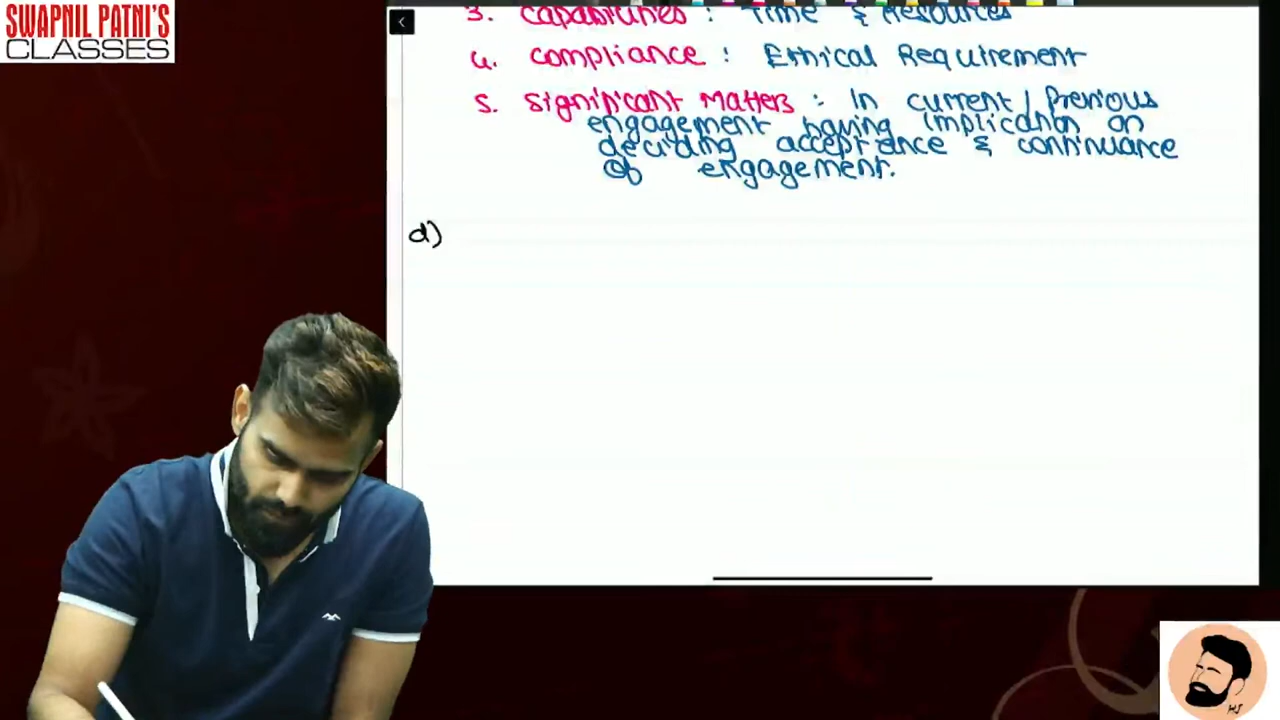 SWAPNIL PATNI'S
CLASSES
3. Capabilities : Time & Resources
4. Compliance : Ethical Requirement
5. Significant Matters : In current / Previous
engagement having implication on
deciding acceptance & continuance
of engagement.
d)
MJ